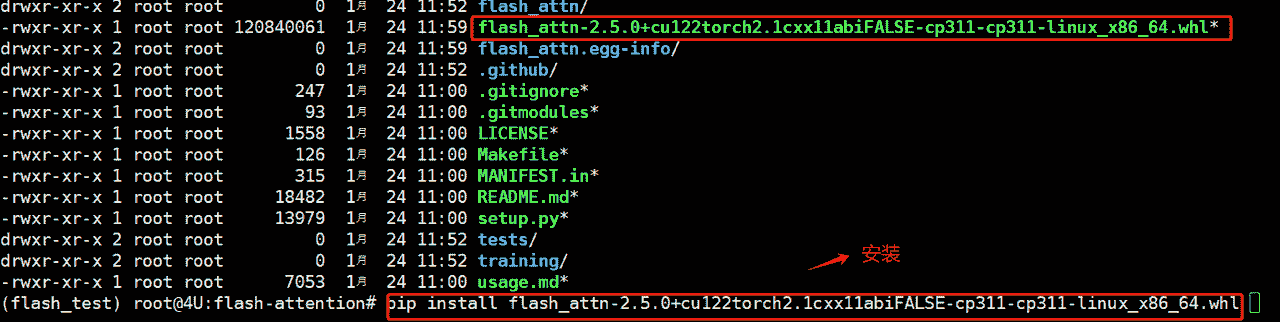 drwxr-xr-x 2 root root 0 1月 24 11:52 flash_attn/
-rwxr-xr-x 1 root root 120840061 1月 24 11:59 flash_attn-2.5.0+cu122torch2.1cxx11abiFALSE-cp311-cp311-linux_x86_64.whl*
drwxr-xr-x 2 root root 0 1月 24 11:59 flash_attn.egg-info/
drwxr-xr-x 2 root root 0 1月 24 11:52 .github/
-rwxr-xr-x 1 root root 247 1月 24 11:00 .gitignore*
-rwxr-xr-x 1 root root 93 1月 24 11:00 .gitmodules*
-rwxr-xr-x 1 root root 1558 1月 24 11:00 LICENSE*
-rwxr-xr-x 1 root root 126 1月 24 11:00 Makefile*
-rwxr-xr-x 1 root root 315 1月 24 11:00 MANIFEST.in*
-rwxr-xr-x 1 root root 18482 1月 24 11:00 README.md*
-rwxr-xr-x 1 root root 13979 1月 24 11:00 setup.py*
drwxr-xr-x 2 root root 0 1月 24 11:52 tests/
安装
drwxr-xr-x 2 root root 0 1月 24 11:52 training/
-rwxr-xr-x 1 root root 7053 1月 24 11:00 usage.md*
(flash_test) root@4U:flash-attention# pip install flash_attn-2.5.0+cu122torch2.1cxx11abiFALSE-cp311-cp311-linux_x86_64.whl